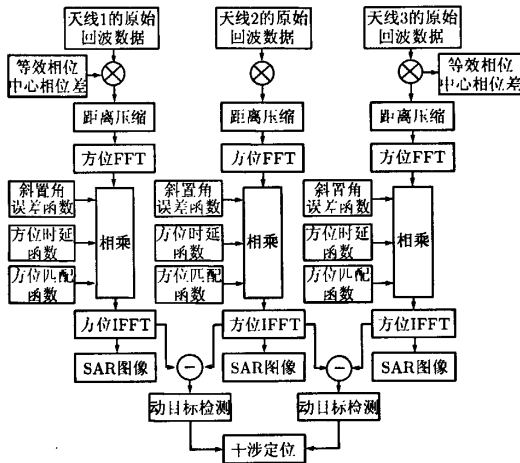 天线1的原始
回波数据
天线2的原始
回波数据
天线3的原始
回波数据
等效相位
中心相位差
等效相位
中心相位差
距离压缩
距离压缩
距离压缩
方位FFT
方位FFT
方位FFT
斜置角
误差函数
方位时延
函数
方位匹配
函数
相乘
斜置角
误差函数
方位时延
函数
方位匹配
函数
相乘
斜置角
误差函数
方位时延
函数
方位匹配
函数
相乘
方位IFFT
方位IFFT
方位IFFT
SAR图像
−
SAR图像
−
SAR图像
动目标检测
动目标检测
干涉定位